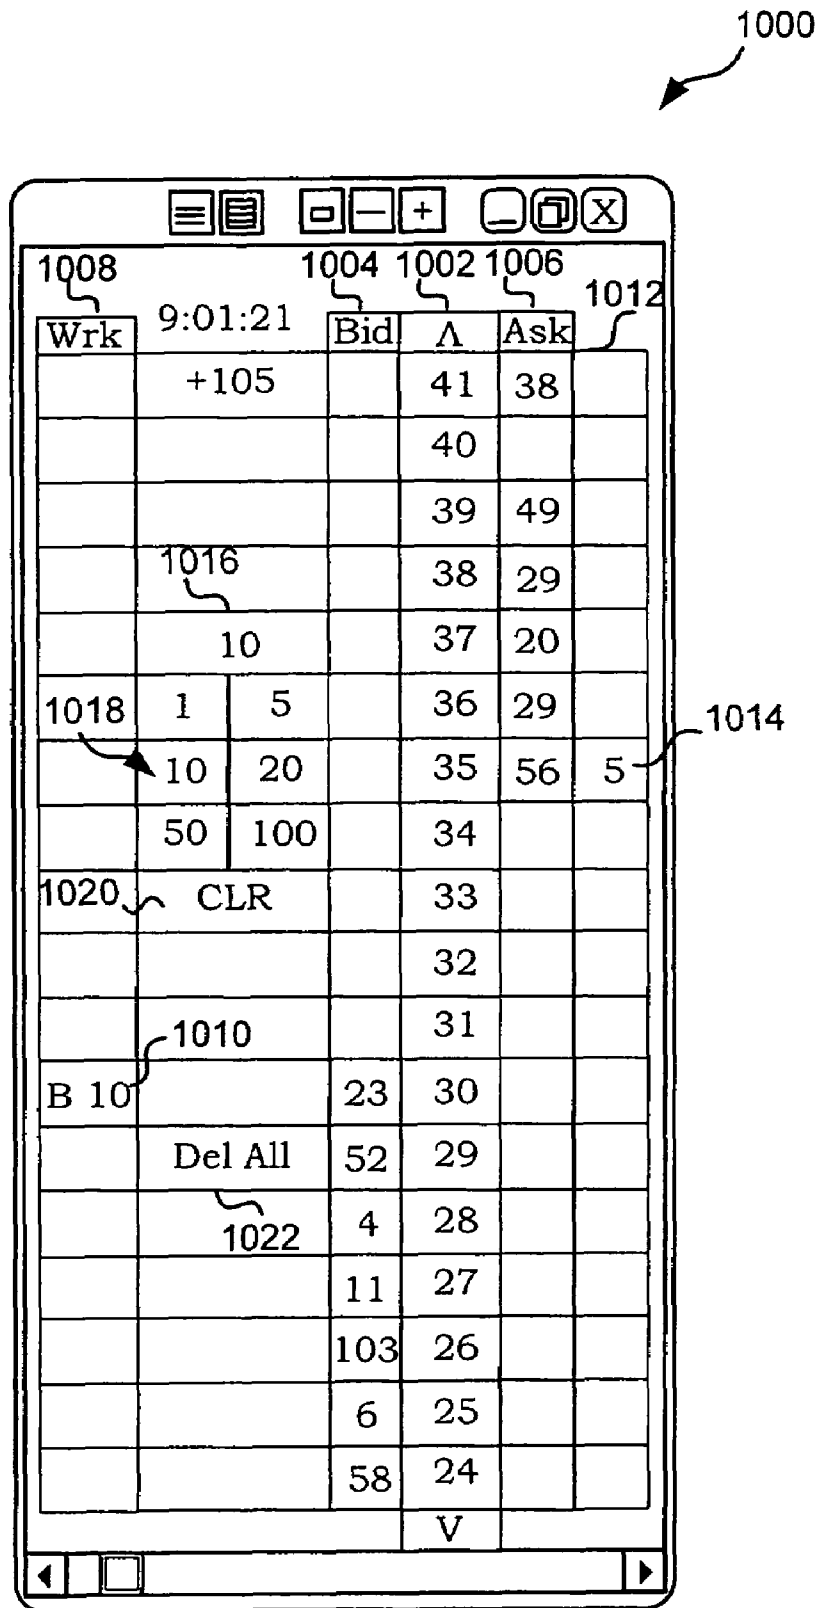 1000
1008 1004 1002 1006 1012
Wrk 9:01:21 Bid Λ Ask
+105 41 38
40
39 49
1016 38 29
10 37 20
1018 1 5 36 29 1014
10 20 35 56 5
50 100 34
1020 CLR 33
32
1010 31
B 10 23 30
Del All 52 29
1022 4 28
11 27
103 26
6 25
58 24
V